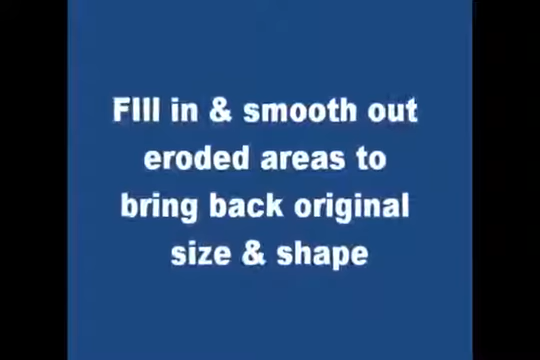 FIll in & smooth out
eroded areas to
bring back original
size & shape